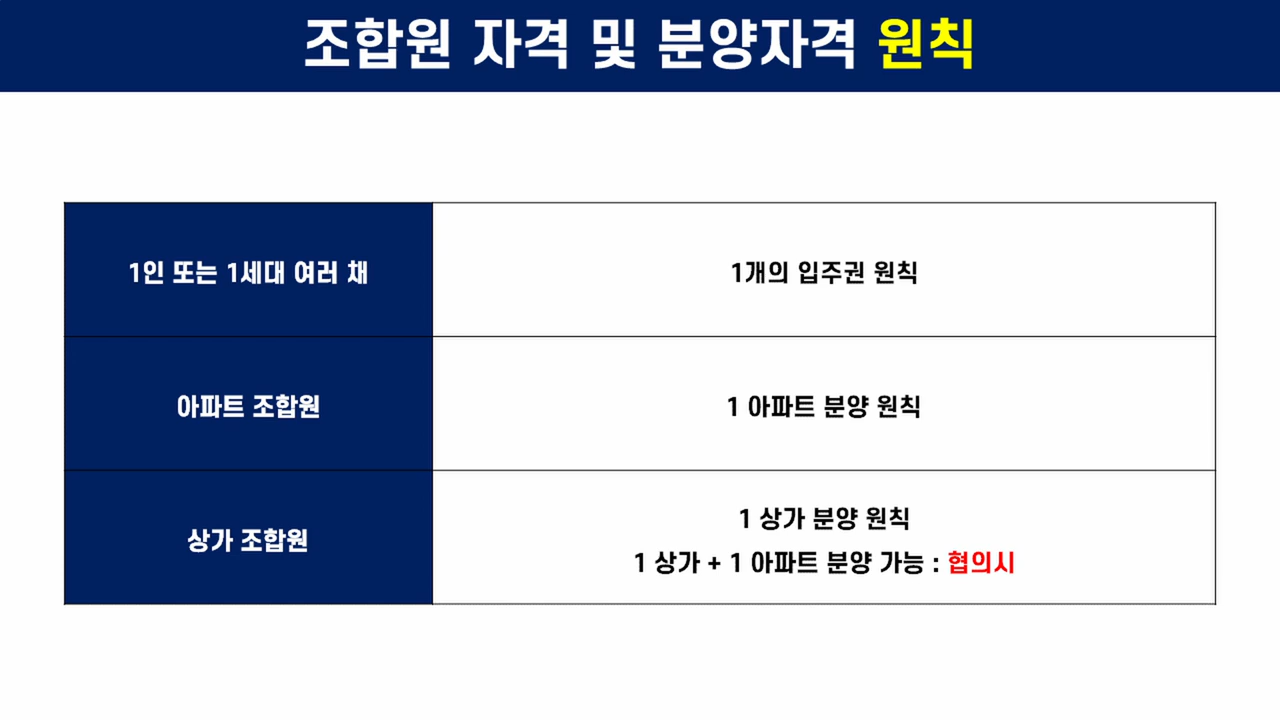 조합원 자격 및 분양자격 원칙
1인 또는 1세대 여러 채
1개의 입주권 원칙
아파트 조합원
1 아파트 분양 원칙
상가 조합원
1 상가 분양 원칙
1 상가 + 1 아파트 분양 가능 : 협의시